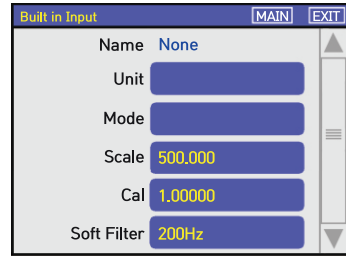 Built in Input MAIN EXIT
Name None
Unit
Mode
Scale 500.000
Cal 1.00000
Soft Filter 200Hz